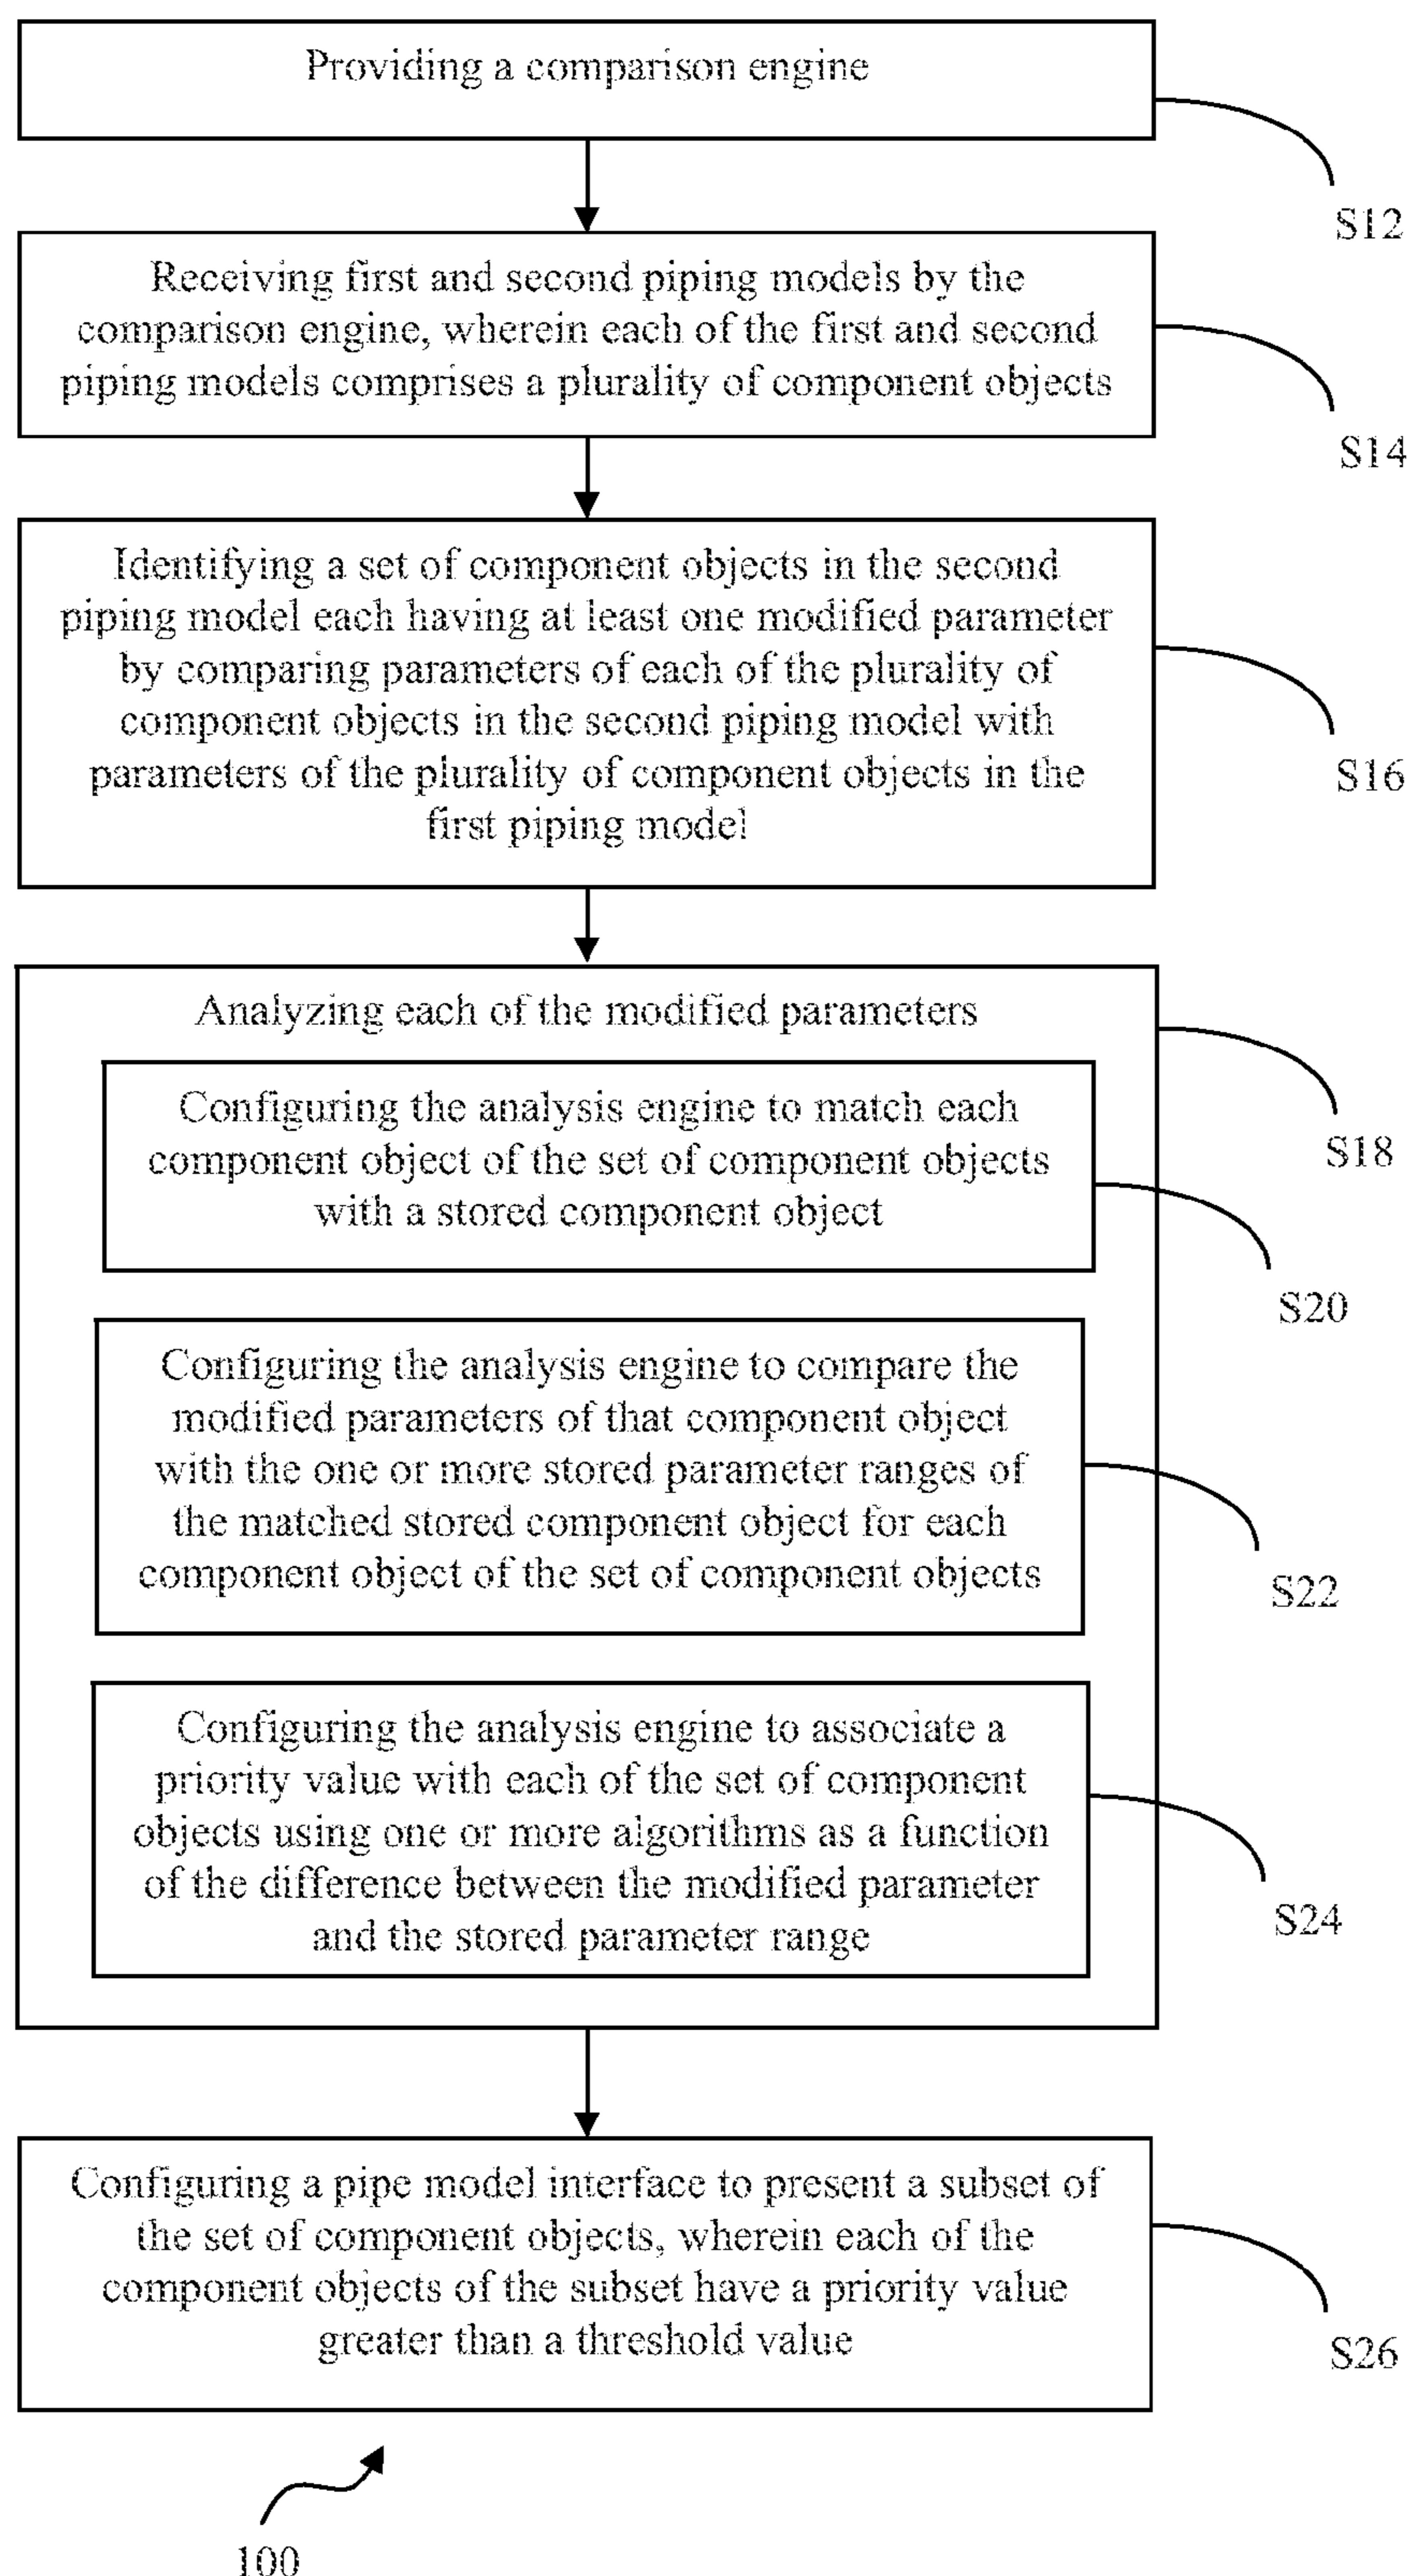 Providing a comparison engine
S12
Receiving first and second piping models by the
comparison engine, wherein each of the first and second
piping models comprises a plurality of component objects
S14
Identifying a set of component objects in the second
piping model each having at least one modified parameter
by comparing parameters of each of the plurality of
component objects in the second piping model with
parameters of the plurality of component objects in the
first piping model
S16
Analyzing each of the modified parameters
S18
Configuring the analysis engine to match each
component object of the set of component objects
with a stored component object
S20
Configuring the analysis engine to compare the
modified parameters of that component object
with the one or more stored parameter ranges of
the matched stored component object for each
component object of the set of component objects
S22
Configuring the analysis engine to associate a
priority value with each of the set of component
objects using one or more algorithms as a function
of the difference between the modified parameter
and the stored parameter range
S24
Configuring a pipe model interface to present a subset of
the set of component objects, wherein each of the
component objects of the subset have a priority value
greater than a threshold value
S26
100